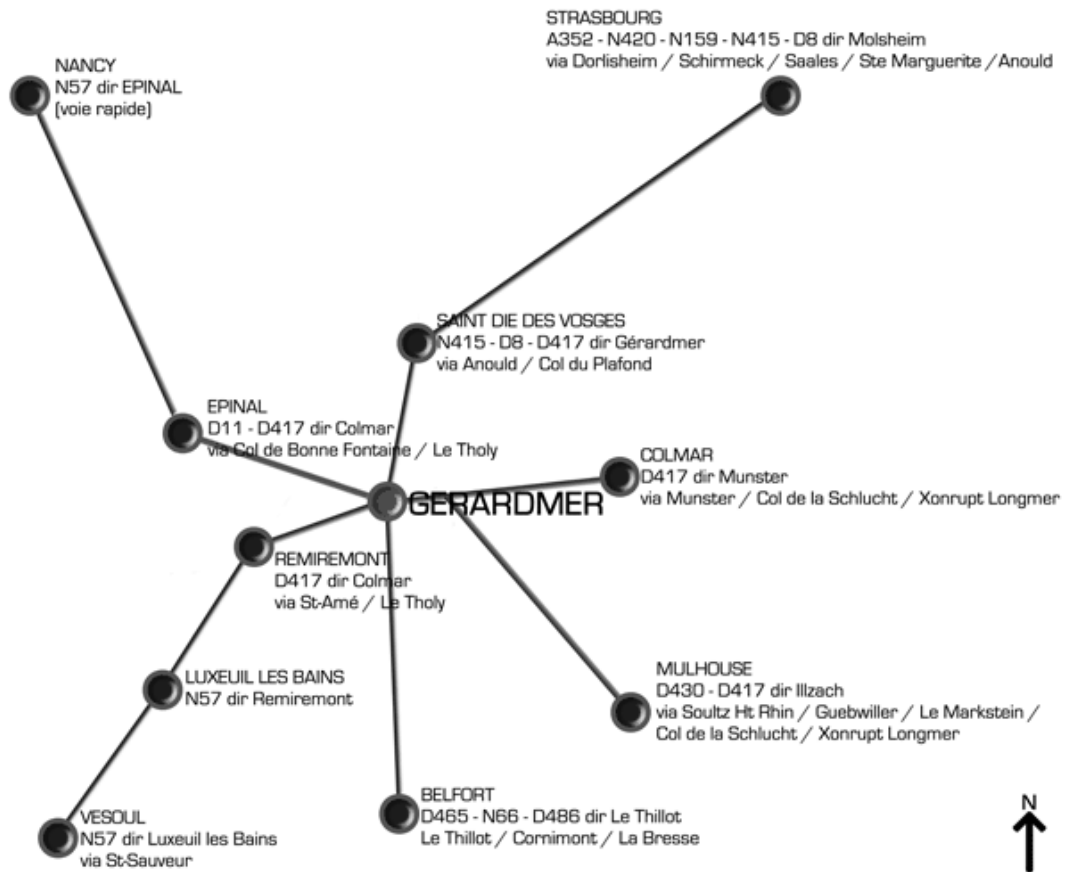 STRASBOURG
A352 - N420 - N159 - N415 - D8 dir Molsheim
via Dorlisheim / Schirmeck / Saales / Ste Marguerite /Anould
NANCY
N57 dir EPINAL
(voie rapide)
SAINT DIE DES VOSGES
N415 - D8 - D417 dir Gérardmer
via Anould / Col du Plafond
EPINAL
D11 - D417 dir Colmar
via Col de Bonne Fontaine / Le Tholy
COLMAR
D417 dir Munster
via Munster / Col de la Schlucht / Xonrupt Longmer
GERARDMER
REMIREMONT
D417 dir Colmar
via St-Amé / Le Tholy
LUXEUIL LES BAINS
N57 dir Remiremont
MULHOUSE
D430 - D417 dir Illzach
via Soultz Ht Rhin / Guebwiller / Le Markstein /
Col de la Schlucht / Xonrupt Longmer
BELFORT
D465 - N66 - D486 dir Le Thillot
Le Thillot / Cornimont / La Bresse
VESOUL
N57 dir Luxeuil les Bains
via St-Sauveur
N